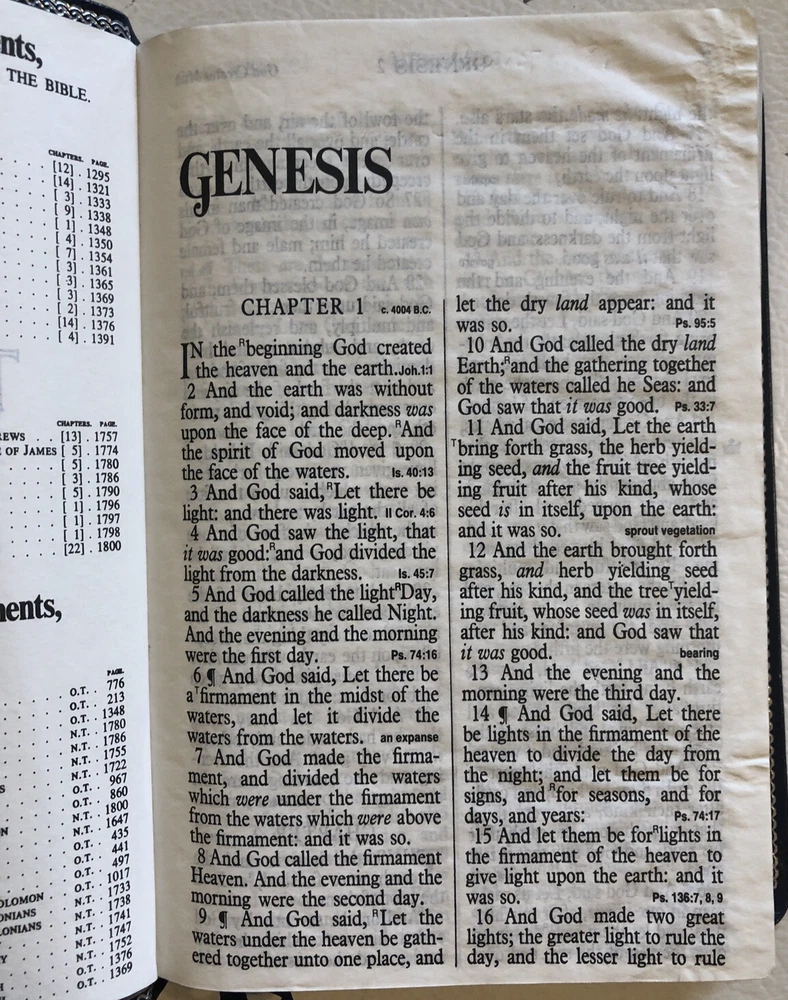 nts,
THE BIBLE.
CHAPTERS. PAGE.
[12] . 1295
[14] . 1321
[ 3] . 1333
[ 9] . 1338
[ 1] . 1348
[ 4] . 1350
[ 7] . 1354
[ 3] . 1361
[ 3] . 1365
[ 3] . 1369
[ 2] . 1373
[14] . 1376
[ 4] . 1391
CHAPTERS. PAGE.
REWS . . [13] . 1757
E OF JAMES [ 5] . 1774
[ 5] . 1780
[ 3] . 1786
[ 5] . 1790
[ 1] . 1796
[ 1] . 1797
[ 1] . 1798
[22] . 1800
ments,
PAGE.
O.T. . 776
O.T. . 213
O.T. . 1348
N.T. . 1780
N.T. . 1786
N.T. . 1755
N.T. . 1722
O.T. . 967
O.T. . 860
N.T. . 1800
N.T. . 1647
O.T. . 435
O.T. . 441
O.T. . 497
O.T. . 1017
OLOMON N.T. . 1733
ONIANS N.T. . 1738
LONIANS N.T. . 1741
N.T. . 1747
N.T. . 1752
O.T. . 1376
O.T. . 1369
GENESIS
CHAPTER 1 c. 4004 B.C.
IN the ᴿbeginning God created
the heaven and the earth. Joh.1:1
2 And the earth was without
form, and void; and darkness was
upon the face of the deep. ᴿAnd
the spirit of God moved upon
the face of the waters. Is. 40:13
3 And God said, ᴿLet there be
light: and there was light. II Cor. 4:6
4 And God saw the light, that
it was good:ᴿand God divided the
light from the darkness. Is. 45:7
5 And God called the lightᴿDay,
and the darkness he called Night.
And the evening and the morning
were the first day. Ps. 74:16
6 ¶ And God said, Let there be
aᵀfirmament in the midst of the
waters, and let it divide the
waters from the waters. an expanse
7 And God made the firma-
ment, and divided the waters
which were under the firmament
from the waters which were above
the firmament: and it was so.
8 And God called the firmament
Heaven. And the evening and the
morning were the second day.
9 ¶ And God said, ᴿLet the
waters under the heaven be gath-
ered together unto one place, and
let the dry land appear: and it
was so. Ps. 95:5
10 And God called the dry land
Earth;ᴿand the gathering together
of the waters called he Seas: and
God saw that it was good. Ps. 33:7
11 And God said, Let the earth
ᵀbring forth grass, the herb yield-
ing seed, and the fruit tree yield-
ing fruit after his kind, whose
seed is in itself, upon the earth:
and it was so. sprout vegetation
12 And the earth brought forth
grass, and herb yielding seed
after his kind, and the treeᵀyield-
ing fruit, whose seed was in itself,
after his kind: and God saw that
it was good. bearing
13 And the evening and the
morning were the third day.
14 ¶ And God said, Let there
be lights in the firmament of the
heaven to divide the day from
the night; and let them be for
signs, and ᴿfor seasons, and for
days, and years: Ps. 74:17
15 And let them be forᴿlights in
the firmament of the heaven to
give light upon the earth: and it
was so. Ps. 136:7, 8, 9
16 And God made two great
lights; the greater light to rule the
day, and the lesser light to rule